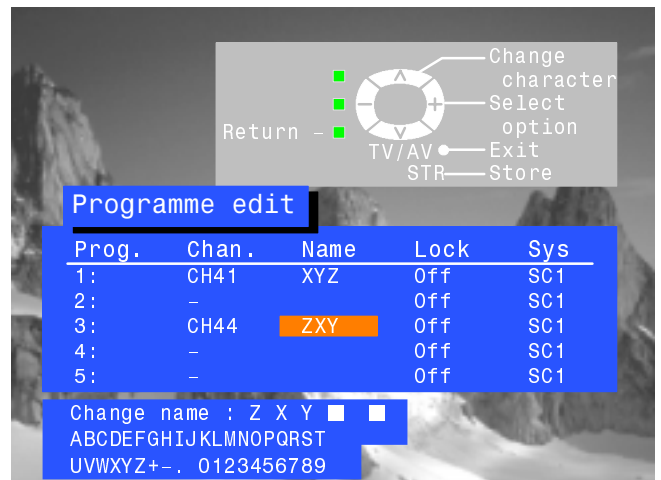 Change
character
Select
option
Return –
TV/AV Exit
STR Store
Programme edit
Prog. Chan. Name Lock Sys
1: CH41 XYZ Off SC1
2: – Off SC1
3: CH44 ZXY Off SC1
4: – Off SC1
5: – Off SC1
Change name : Z X Y
ABCDEFGHIJKLMNOPQRST
UVWXYZ+–. 0123456789